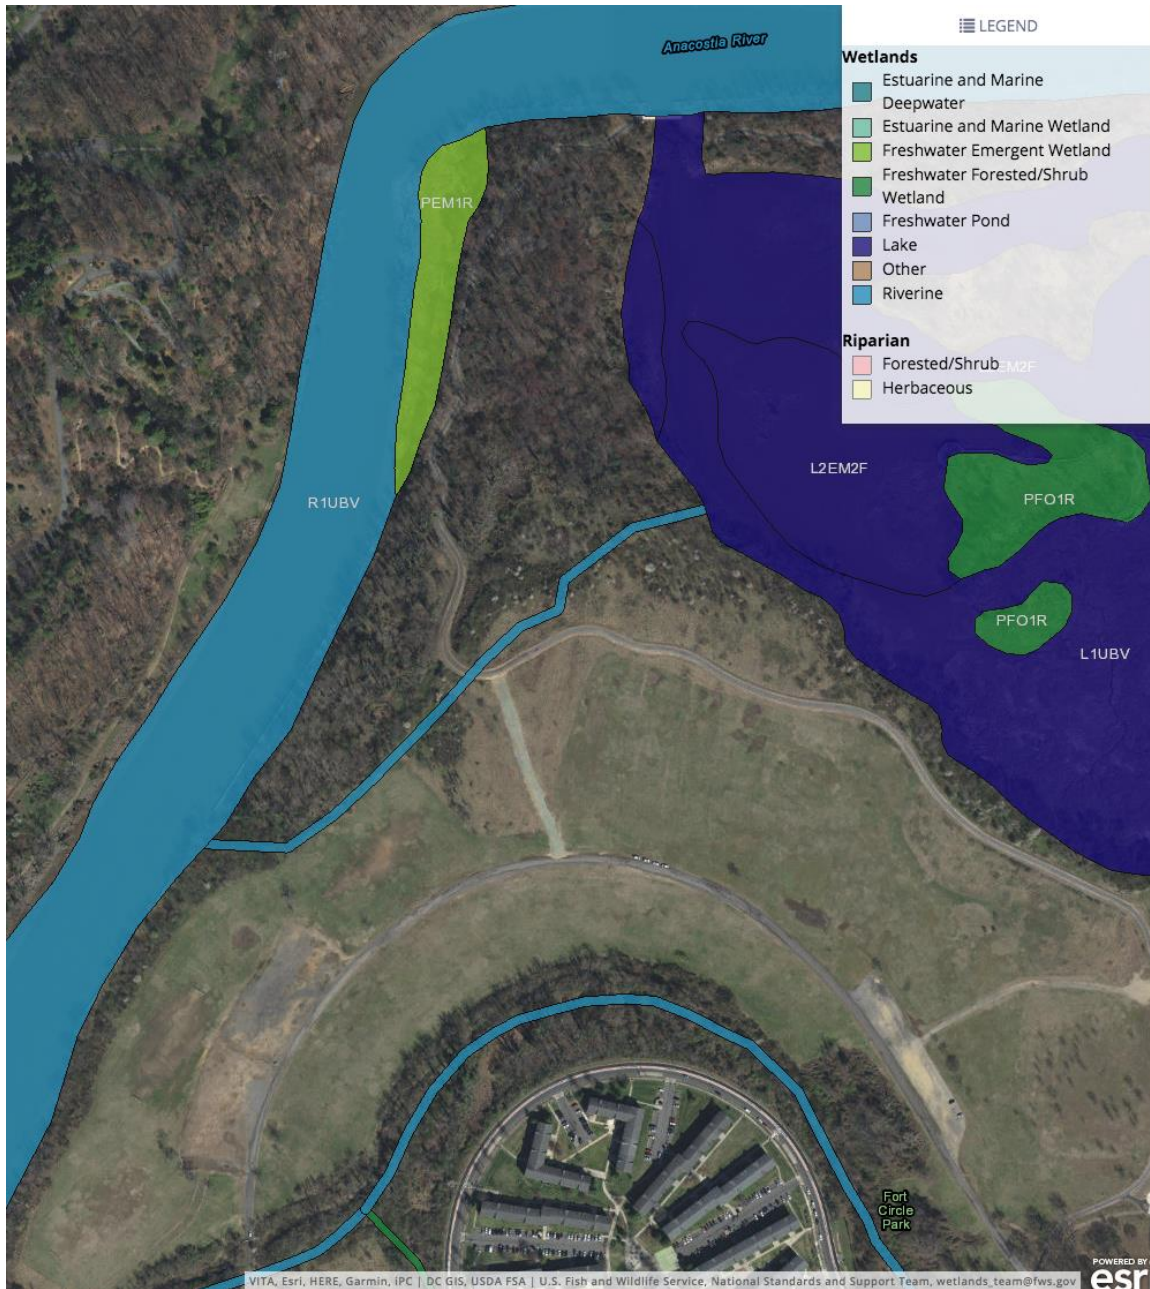 Anacostia River
LEGEND
Wetlands
Estuarine and Marine
Deepwater
Estuarine and Marine Wetland
Freshwater Emergent Wetland
Freshwater Forested/Shrub
Wetland
Freshwater Pond
Lake
Other
Riverine
Riparian
Forested/Shrub
Herbaceous
PEM1R
L2EM2F
PFO1R
R1UBV
PFO1R
L1UBV
Fort
Circle
Park
VITA, Esri, HERE, Garmin, iPC | DC GIS, USDA FSA | U.S. Fish and Wildlife Service, National Standards and Support Team, wetlands_team@fws.gov
POWERED BY
esr